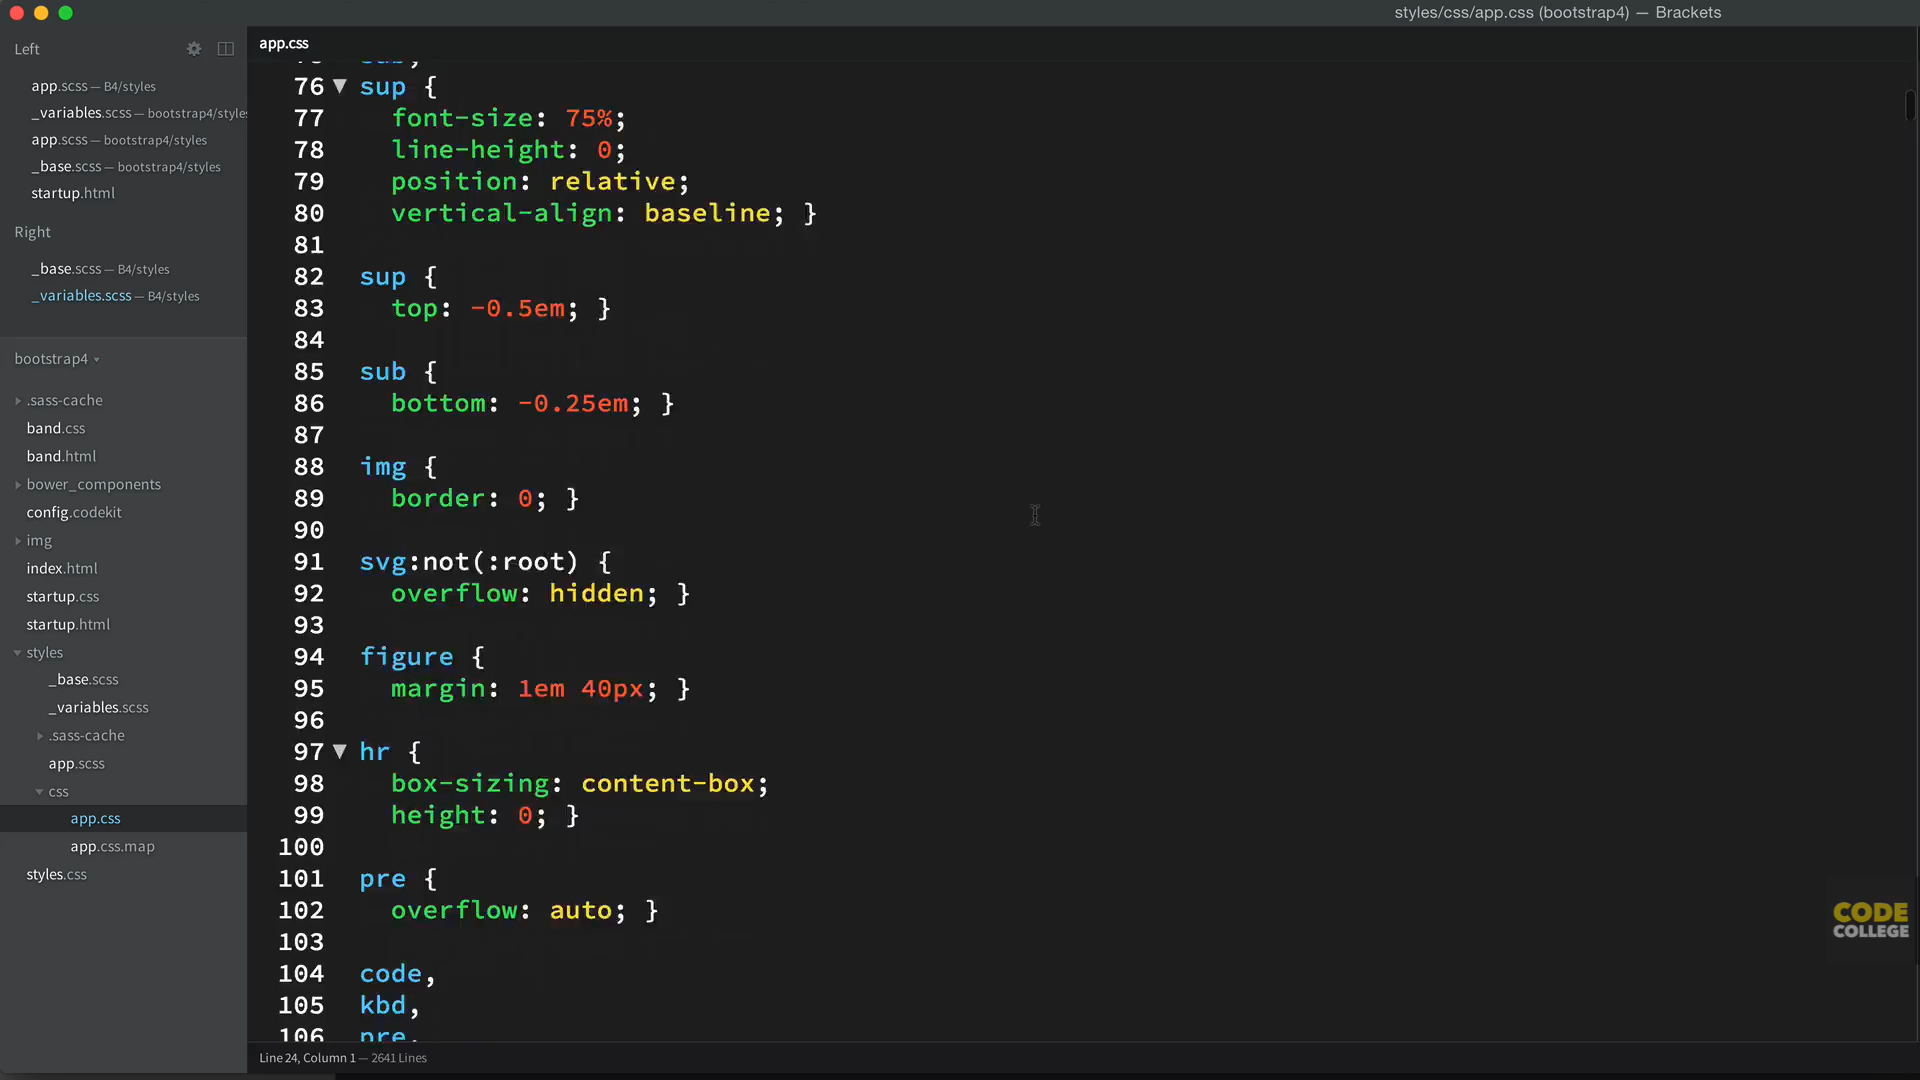 styles/css/app.css (bootstrap4) — Brackets
Left
app.scss — B4/styles
_variables.scss — bootstrap4/styles
app.scss — bootstrap4/styles
_base.scss — bootstrap4/styles
startup.html
Right
_base.scss — B4/styles
_variables.scss — B4/styles
bootstrap4
.sass-cache
band.css
band.html
bower_components
config.codekit
img
index.html
startup.css
startup.html
styles
_base.scss
_variables.scss
.sass-cache
app.scss
css
app.css
app.css.map
styles.css
app.css
75 sub,
76 sup {
77 font-size: 75%;
78 line-height: 0;
79 position: relative;
80 vertical-align: baseline; }
81
82 sup {
83 top: -0.5em; }
84
85 sub {
86 bottom: -0.25em; }
87
88 img {
89 border: 0; }
90
91 svg:not(:root) {
92 overflow: hidden; }
93
94 figure {
95 margin: 1em 40px; }
96
97 hr {
98 box-sizing: content-box;
99 height: 0; }
100
101 pre {
102 overflow: auto; }
103
104 code,
105 kbd,
106 pre,
Line 24, Column 1 — 2641 Lines
CODE
COLLEGE